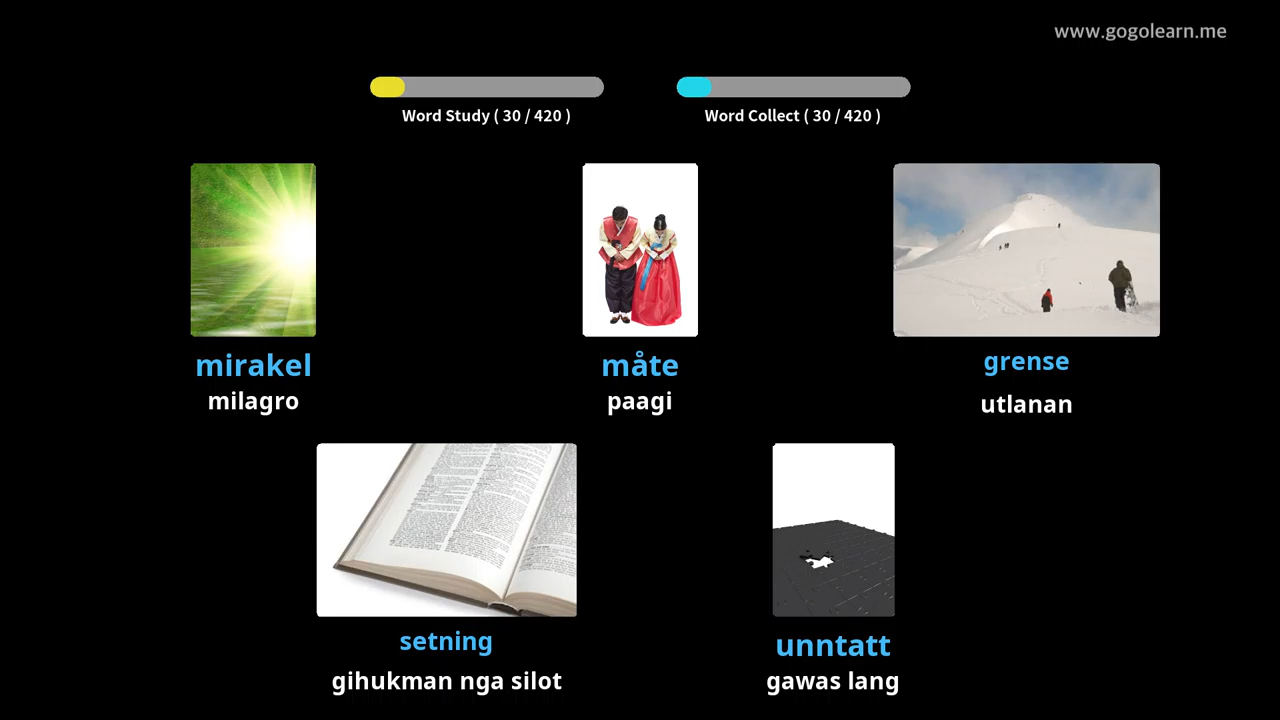 www.gogolearn.me
Word Study ( 30 / 420 )
Word Collect ( 30 / 420 )
mirakel
milagro
måte
paagi
grense
utlanan
setning
gihukman nga silot
unntatt
gawas lang